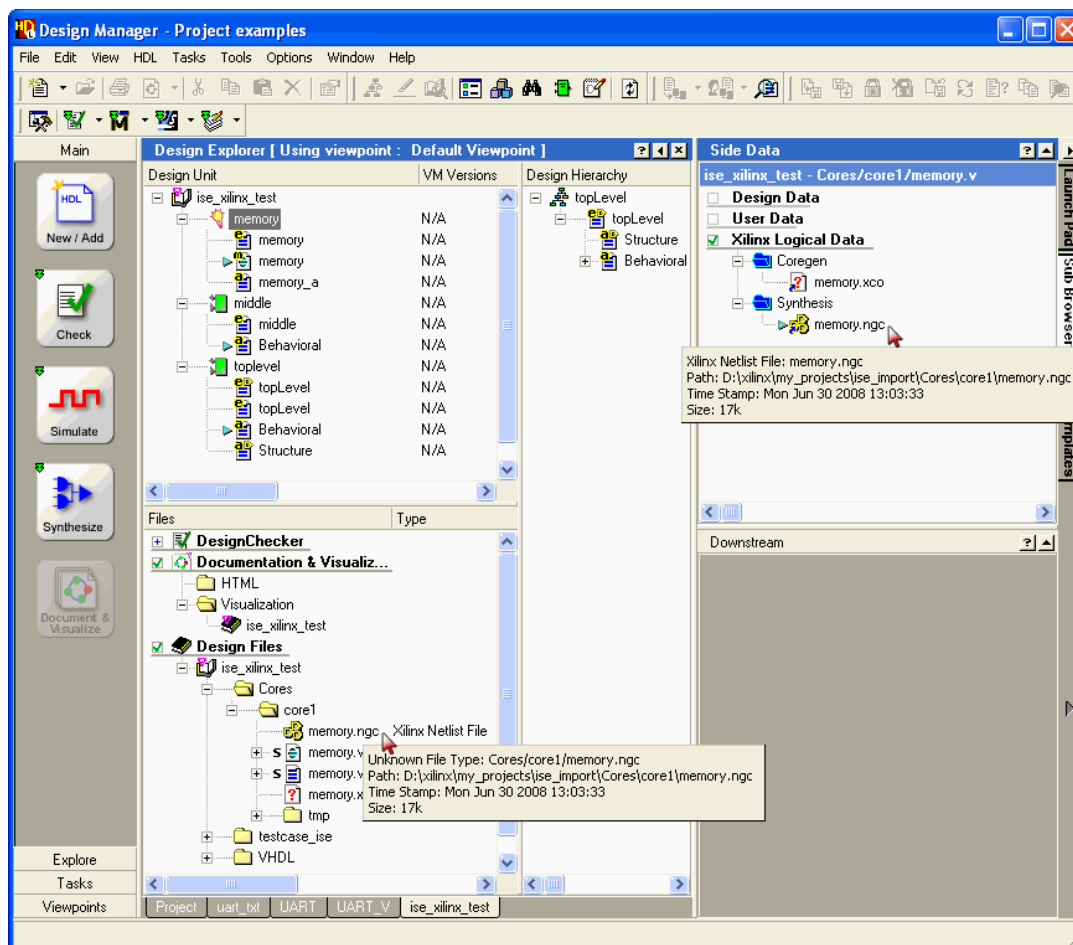 Design Manager - Project examples
File Edit View HDL Tasks Tools Options Window Help
Main
HDL
New / Add
Check
Simulate
Synthesize
Document & Visualize
Explore
Tasks
Viewpoints
Design Explorer [ Using viewpoint : Default Viewpoint ]
Design Unit VM Versions
ise_xilinx_test
memory N/A
memory N/A
memory N/A
memory_a N/A
middle N/A
middle N/A
Behavioral N/A
toplevel N/A
topLevel N/A
topLevel N/A
Behavioral N/A
Structure N/A
Design Hierarchy
topLevel
topLevel
Structure
Behavioral
Files Type
DesignChecker
Documentation & Visualiz...
HTML
Visualization
ise_xilinx_test
Design Files
ise_xilinx_test
Cores
core1
memory.ngc Xilinx Netlist File
S memory.v
S memory.v
memory.x
tmp
testcase_ise
VHDL
Unknown File Type: Cores/core1/memory.ngc
Path: D:\xilinx\my_projects\ise_import\Cores\core1\memory.ngc
Time Stamp: Mon Jun 30 2008 13:03:33
Size: 17k
Project uart_txt UART UART_V ise_xilinx_test
Side Data
ise_xilinx_test - Cores/core1/memory.v
Design Data
User Data
Xilinx Logical Data
Coregen
memory.xco
Synthesis
memory.ngc
Xilinx Netlist File: memory.ngc
Path: D:\xilinx\my_projects\ise_import\Cores\core1\memory.ngc
Time Stamp: Mon Jun 30 2008 13:03:33
Size: 17k
Downstream
Launch Pad
Sub Browser
mplates